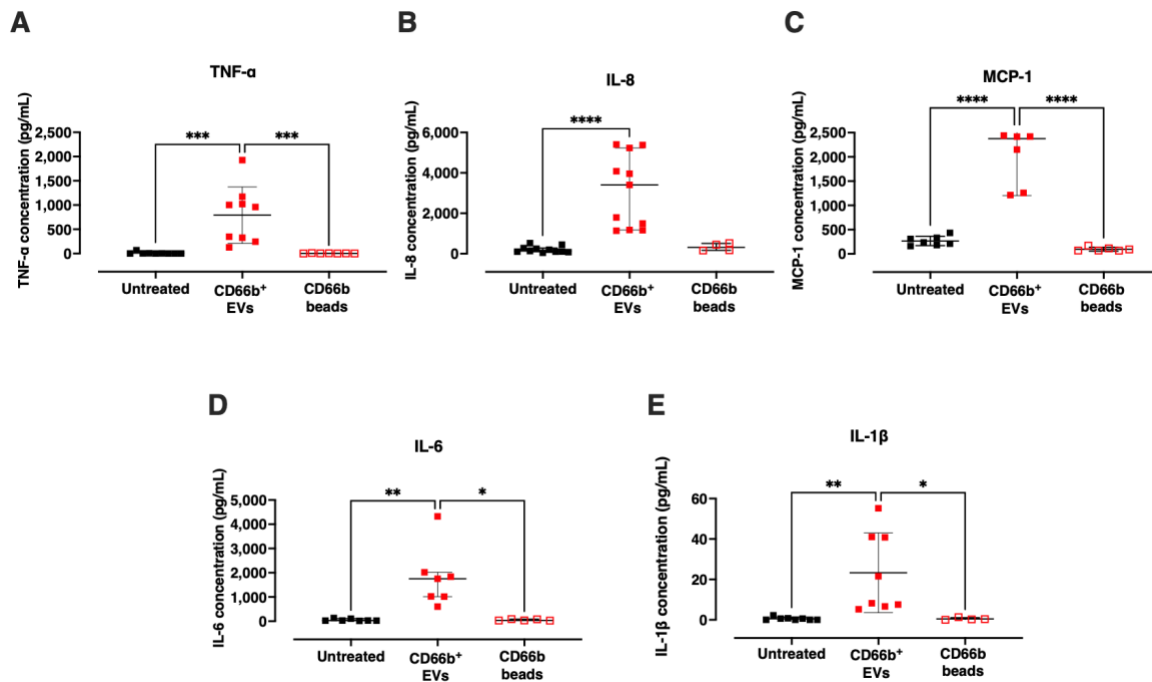 A
TNF-α
TNF-α concentration (pg/mL)
2,500
2,000
1,500
1,000
500
0
***
***
Untreated
CD66b⁺
EVs
CD66b
beads
B
IL-8
IL-8 concentration (pg/mL)
6,000
4,000
2,000
0
****
Untreated
CD66b⁺
EVs
CD66b
beads
C
MCP-1
MCP-1 concentration (pg/mL)
2,500
2,000
1,500
1,000
500
0
****
****
Untreated
CD66b⁺
EVs
CD66b
beads
D
IL-6
IL-6 concentration (pg/mL)
5,000
4,000
3,000
2,000
1,000
0
**
*
Untreated
CD66b⁺
EVs
CD66b
beads
E
IL-1β
IL-1β concentration (pg/mL)
60
40
20
0
**
*
Untreated
CD66b⁺
EVs
CD66b
beads